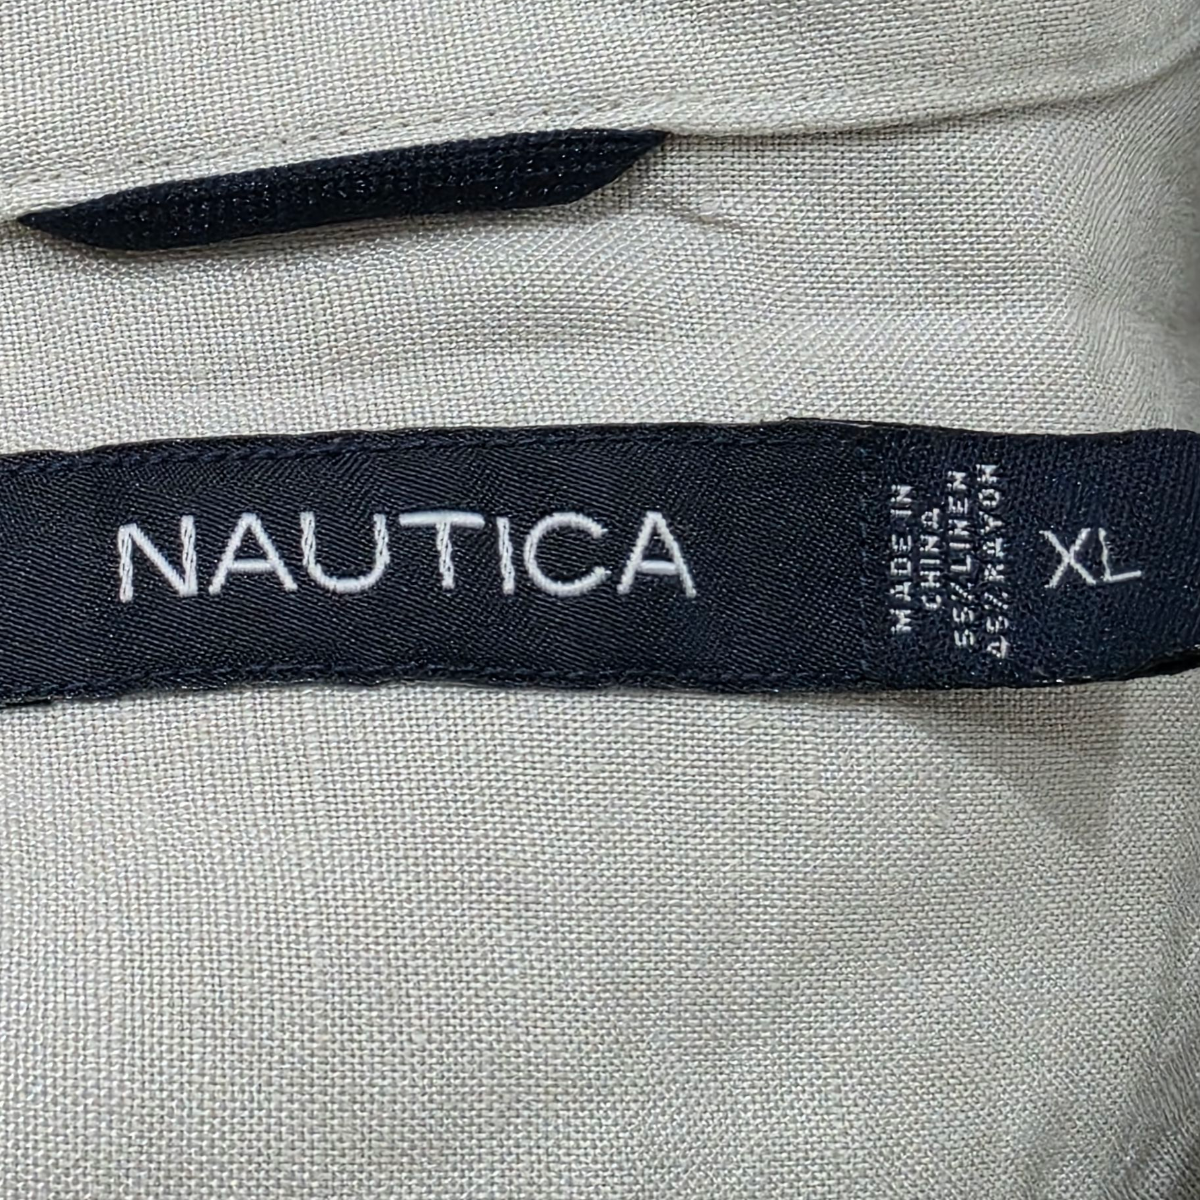 NAUTICA
MADE IN
CHINA
55% LINEN
45% RAYON
XL